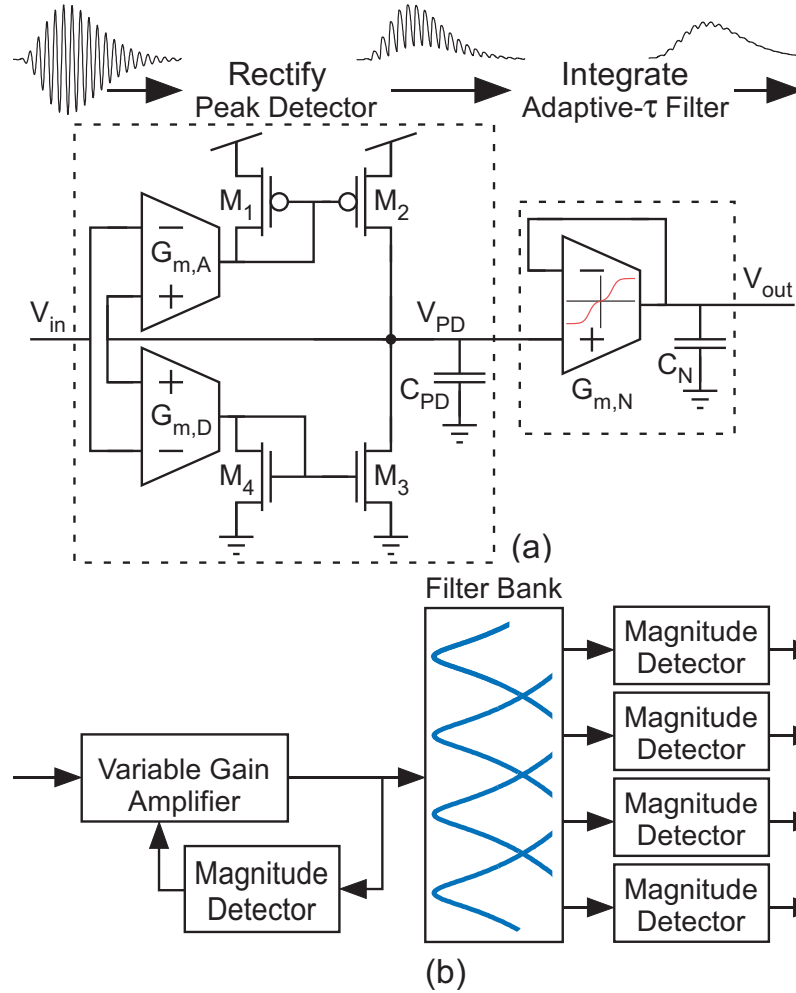 Rectify
Peak Detector
Integrate
Adaptive-τ Filter
M1
M2
Gm,A
−
+
Vin
VPD
Vout
+
Gm,D
−
CPD
−
+
Gm,N
CN
M4
M3
(a)
Filter Bank
Magnitude
Detector
Magnitude
Detector
Variable Gain
Amplifier
Magnitude
Detector
Magnitude
Detector
Magnitude
Detector
(b)